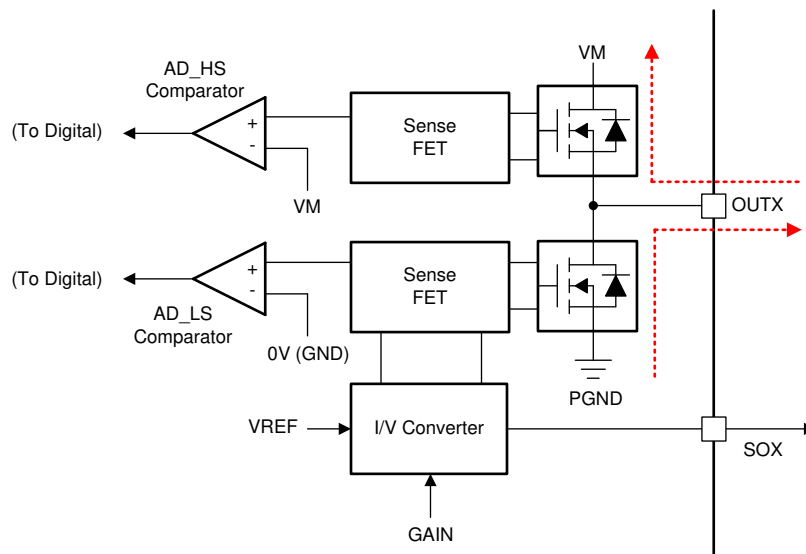 AD_HS
Comparator
VM
(To Digital)
+
-
Sense
FET
VM
OUTX
(To Digital)
+
-
Sense
FET
AD_LS
Comparator
0V (GND)
PGND
VREF
I/V Converter
SOX
GAIN